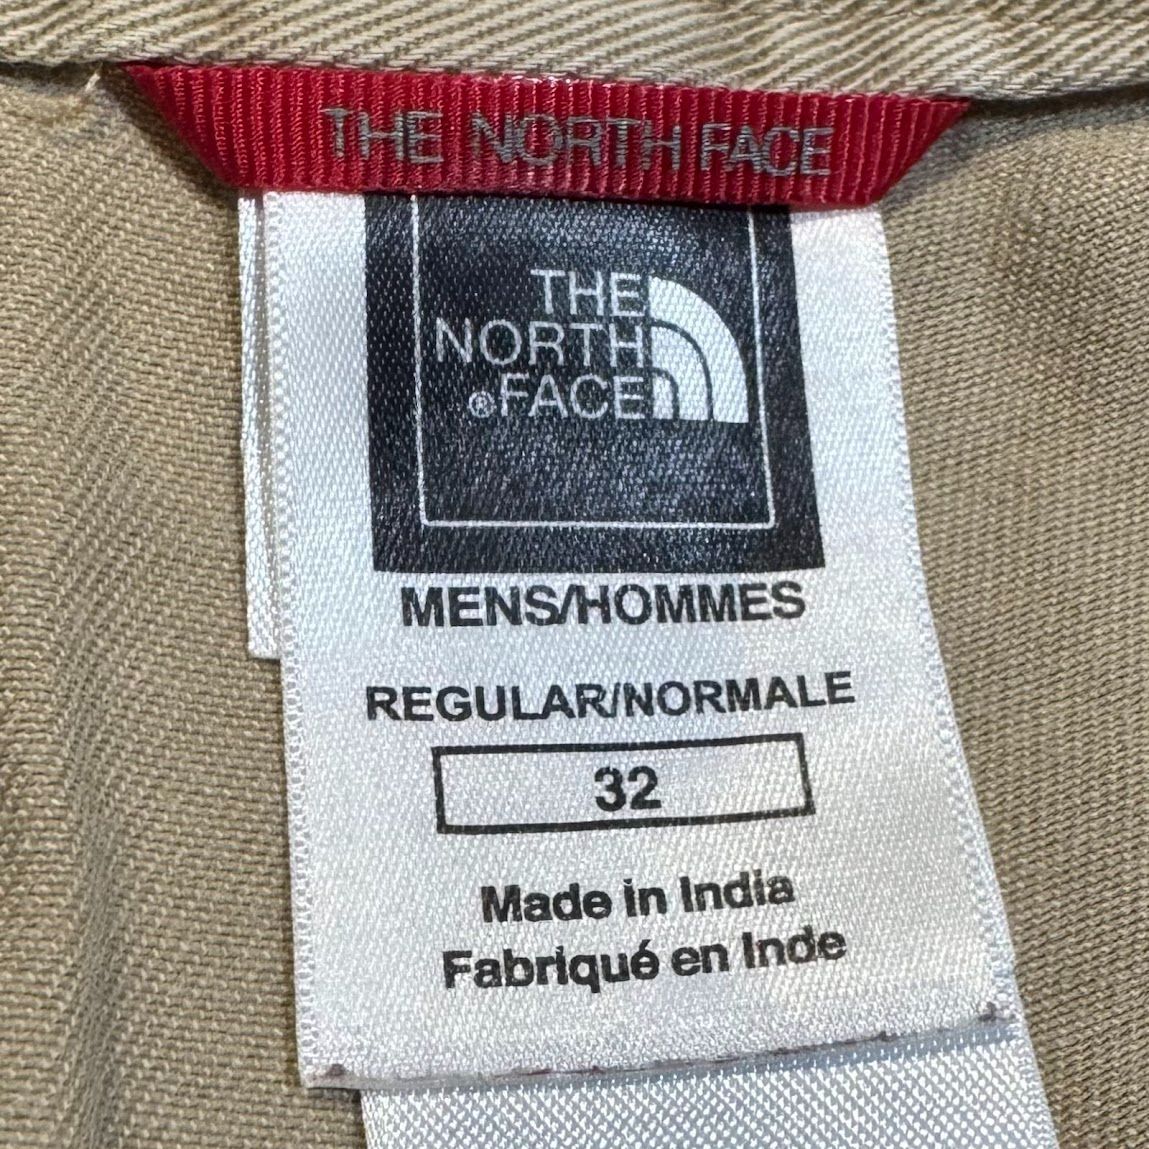 THE NORTH FACE
THE
NORTH
®FACE
MENS/HOMMES
REGULAR/NORMALE
32
Made in India
Fabriqué en Inde